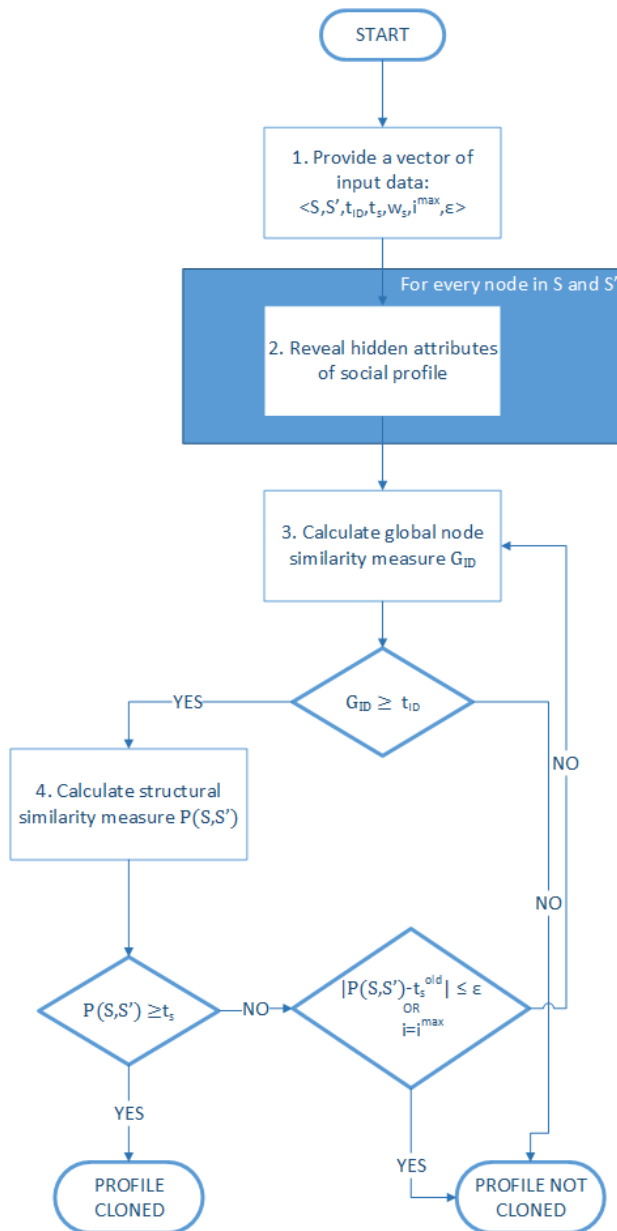 START
1. Provide a vector of
input data:
<S,S',t_ID,t_s,w_s,i^max,ε>
For every node in S and S'
2. Reveal hidden attributes
of social profile
3. Calculate global node
similarity measure G_ID
G_ID ≥ t_ID
YES
NO
4. Calculate structural
similarity measure P(S,S')
NO
P(S,S') ≥t_s
NO
|P(S,S')-t_s^old| ≤ ε
OR
i=i^max
YES
YES
PROFILE
CLONED
PROFILE NOT
CLONED